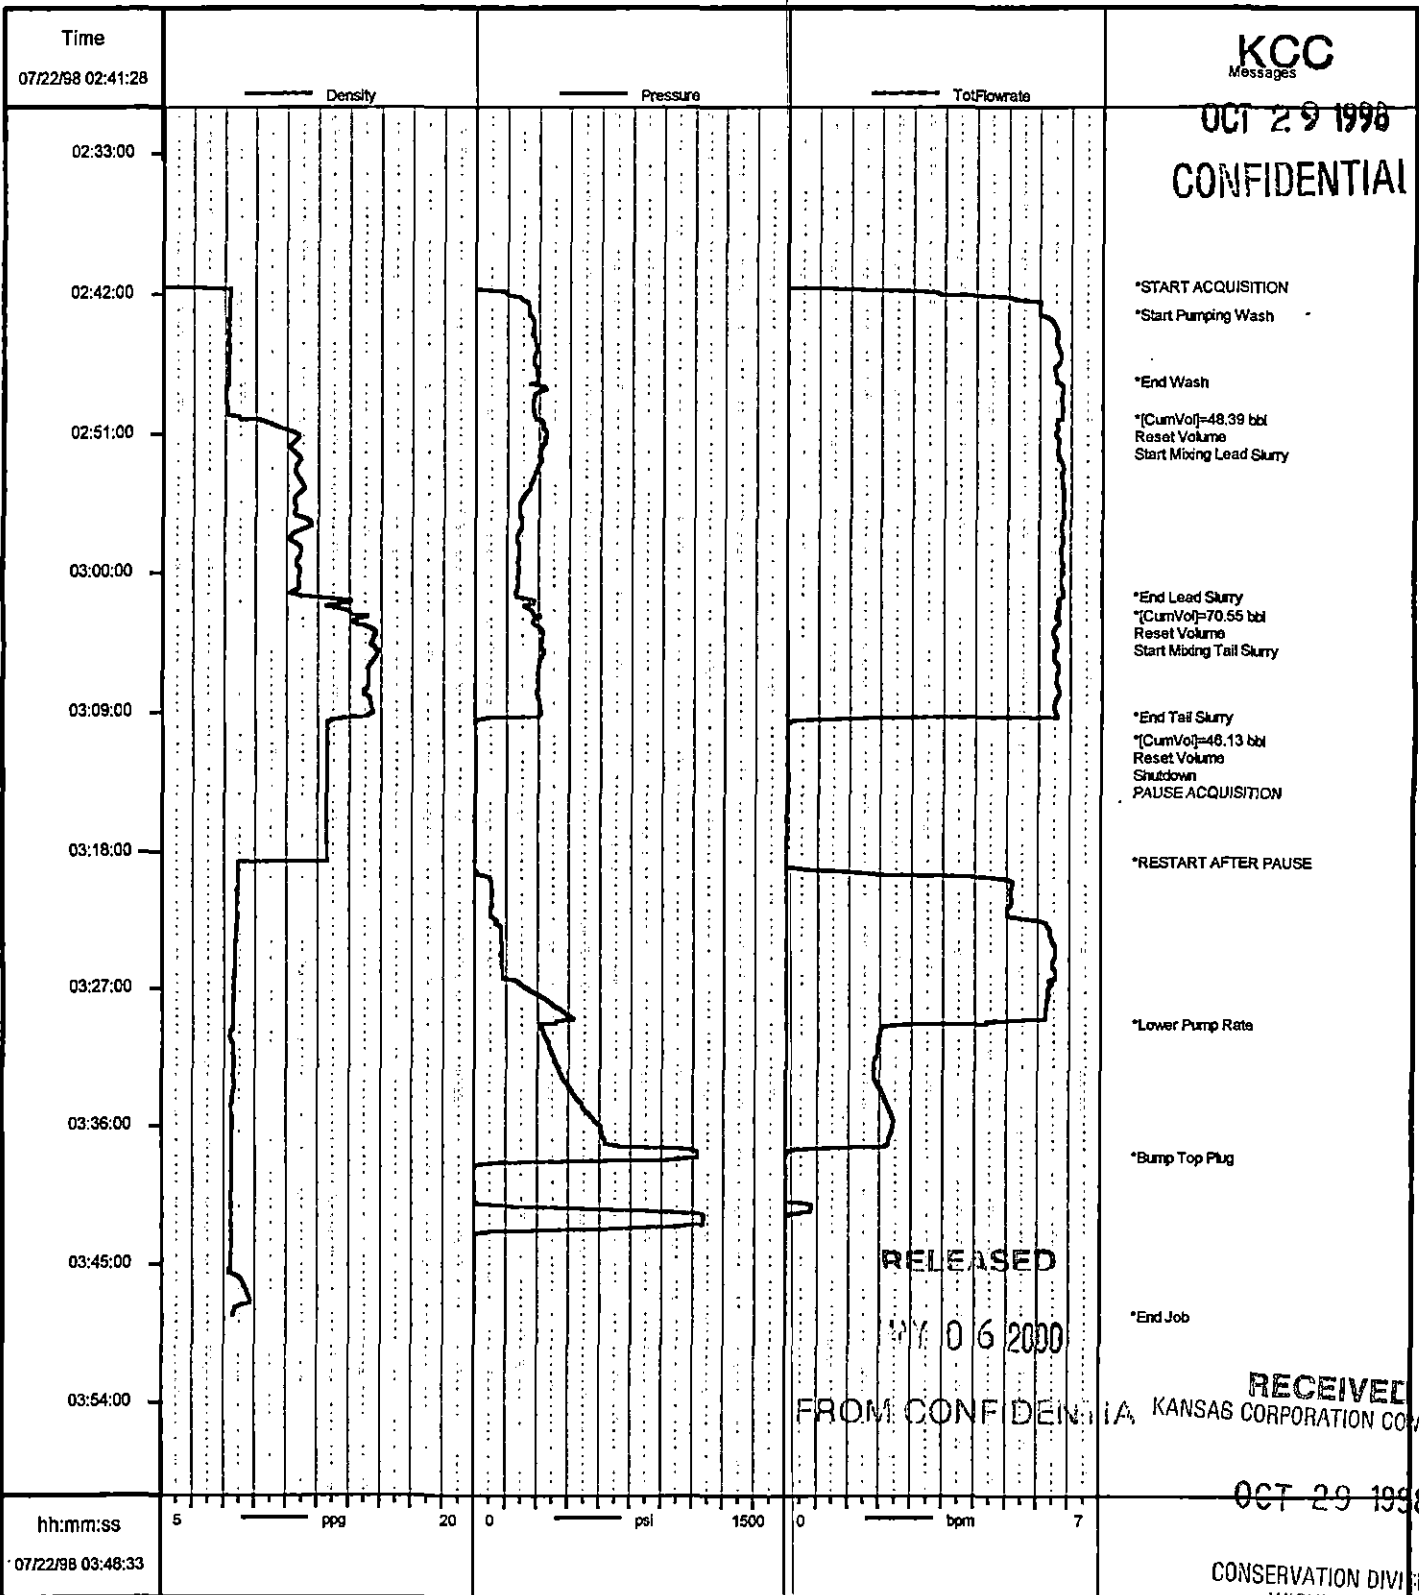 Time
07/22/98 02:41:28
Density
Pressure
TotFlowrate
KCC
Messages
OCT 29 1998
CONFIDENTIAL
02:33:00
02:42:00
02:51:00
03:00:00
03:09:00
03:18:00
03:27:00
03:36:00
03:45:00
03:54:00
*START ACQUISITION
*Start Pumping Wash
*End Wash
*[CumVol]=48.39 bbl
Reset Volume
Start Mixing Lead Slurry
*End Lead Slurry
*[CumVol]=70.55 bbl
Reset Volume
Start Mixing Tail Slurry
*End Tail Slurry
*[CumVol]=46.13 bbl
Reset Volume
Shutdown
PAUSE ACQUISITION
*RESTART AFTER PAUSE
*Lower Pump Rate
*Bump Top Plug
*End Job
RELEASED
06 2000
FROM CONFIDEN
RECEIVED
KANSAS CORPORATION
OCT 29 1998
CONSERVATION DIVI
hh:mm:ss
07/22/98 03:48:33
5 ppg 20
0 psi 1500
0 bpm 7